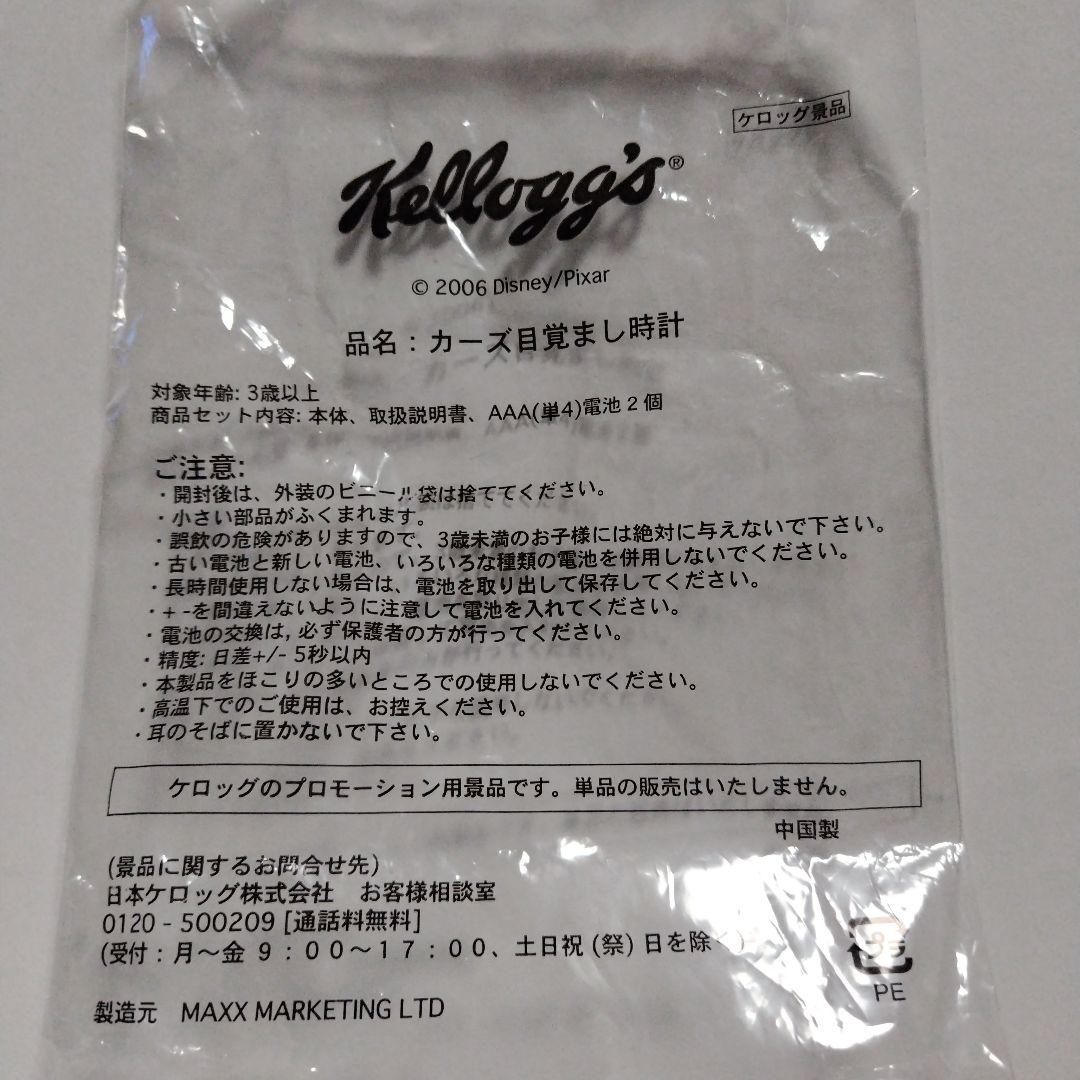 ケロッグ景品
Kellogg's®
© 2006 Disney/Pixar
品名：カーズ目覚まし時計
対象年齢: 3歳以上
商品セット内容: 本体、取扱説明書、AAA(単4)電池２個
ご注意:
・開封後は、外装のビニール袋は捨ててください。
・小さい部品がふくまれます。
・誤飲の危険がありますので、3歳未満のお子様には絶対に与えないで下さい。
・古い電池と新しい電池、いろいろな種類の電池を併用しないでください。
・長時間使用しない場合は、電池を取り出して保存してください。
・+ -を間違えないように注意して電池を入れてください。
・電池の交換は, 必ず保護者の方が行ってください。
・精度: 日差+/- 5秒以内
・本製品をほこりの多いところでの使用しないでください。
・高温下でのご使用は、お控えください。
・耳のそばに置かないで下さい。
ケロッグのプロモーション用景品です。単品の販売はいたしません。
中国製
(景品に関するお問合せ先)
日本ケロッグ株式会社　お客様相談室
0120 - 500209 [通話料無料]
(受付：月～金 ９：００～１７：００、土日祝 (祭) 日を除
PE
製造元　MAXX MARKETING LTD